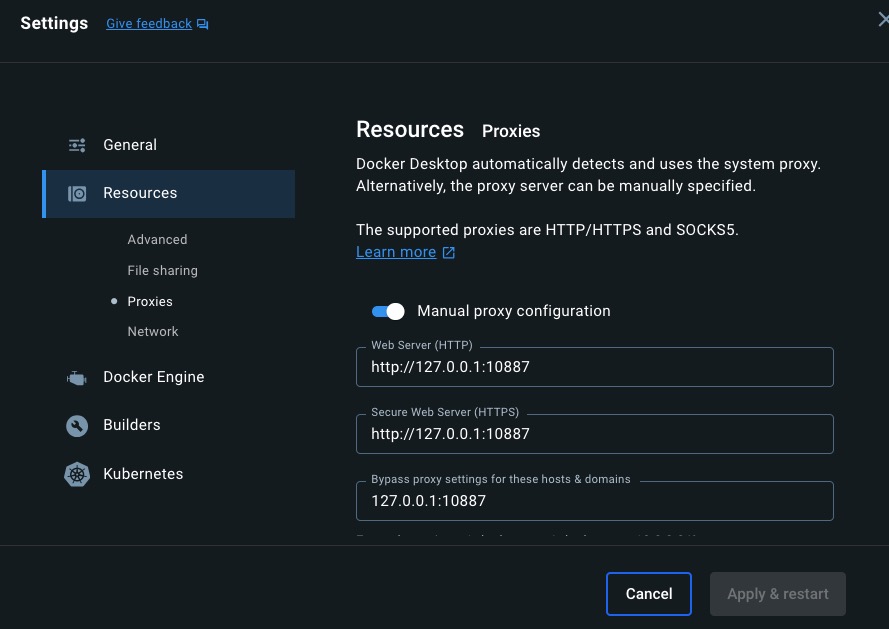 Settings Give feedback
General
Resources
Advanced
File sharing
Proxies
Network
Docker Engine
Builders
Kubernetes
Resources Proxies
Docker Desktop automatically detects and uses the system proxy.
Alternatively, the proxy server can be manually specified.
The supported proxies are HTTP/HTTPS and SOCKS5.
Learn more
Manual proxy configuration
Web Server (HTTP)
http://127.0.0.1:10887
Secure Web Server (HTTPS)
http://127.0.0.1:10887
Bypass proxy settings for these hosts & domains
127.0.0.1:10887
Cancel Apply & restart